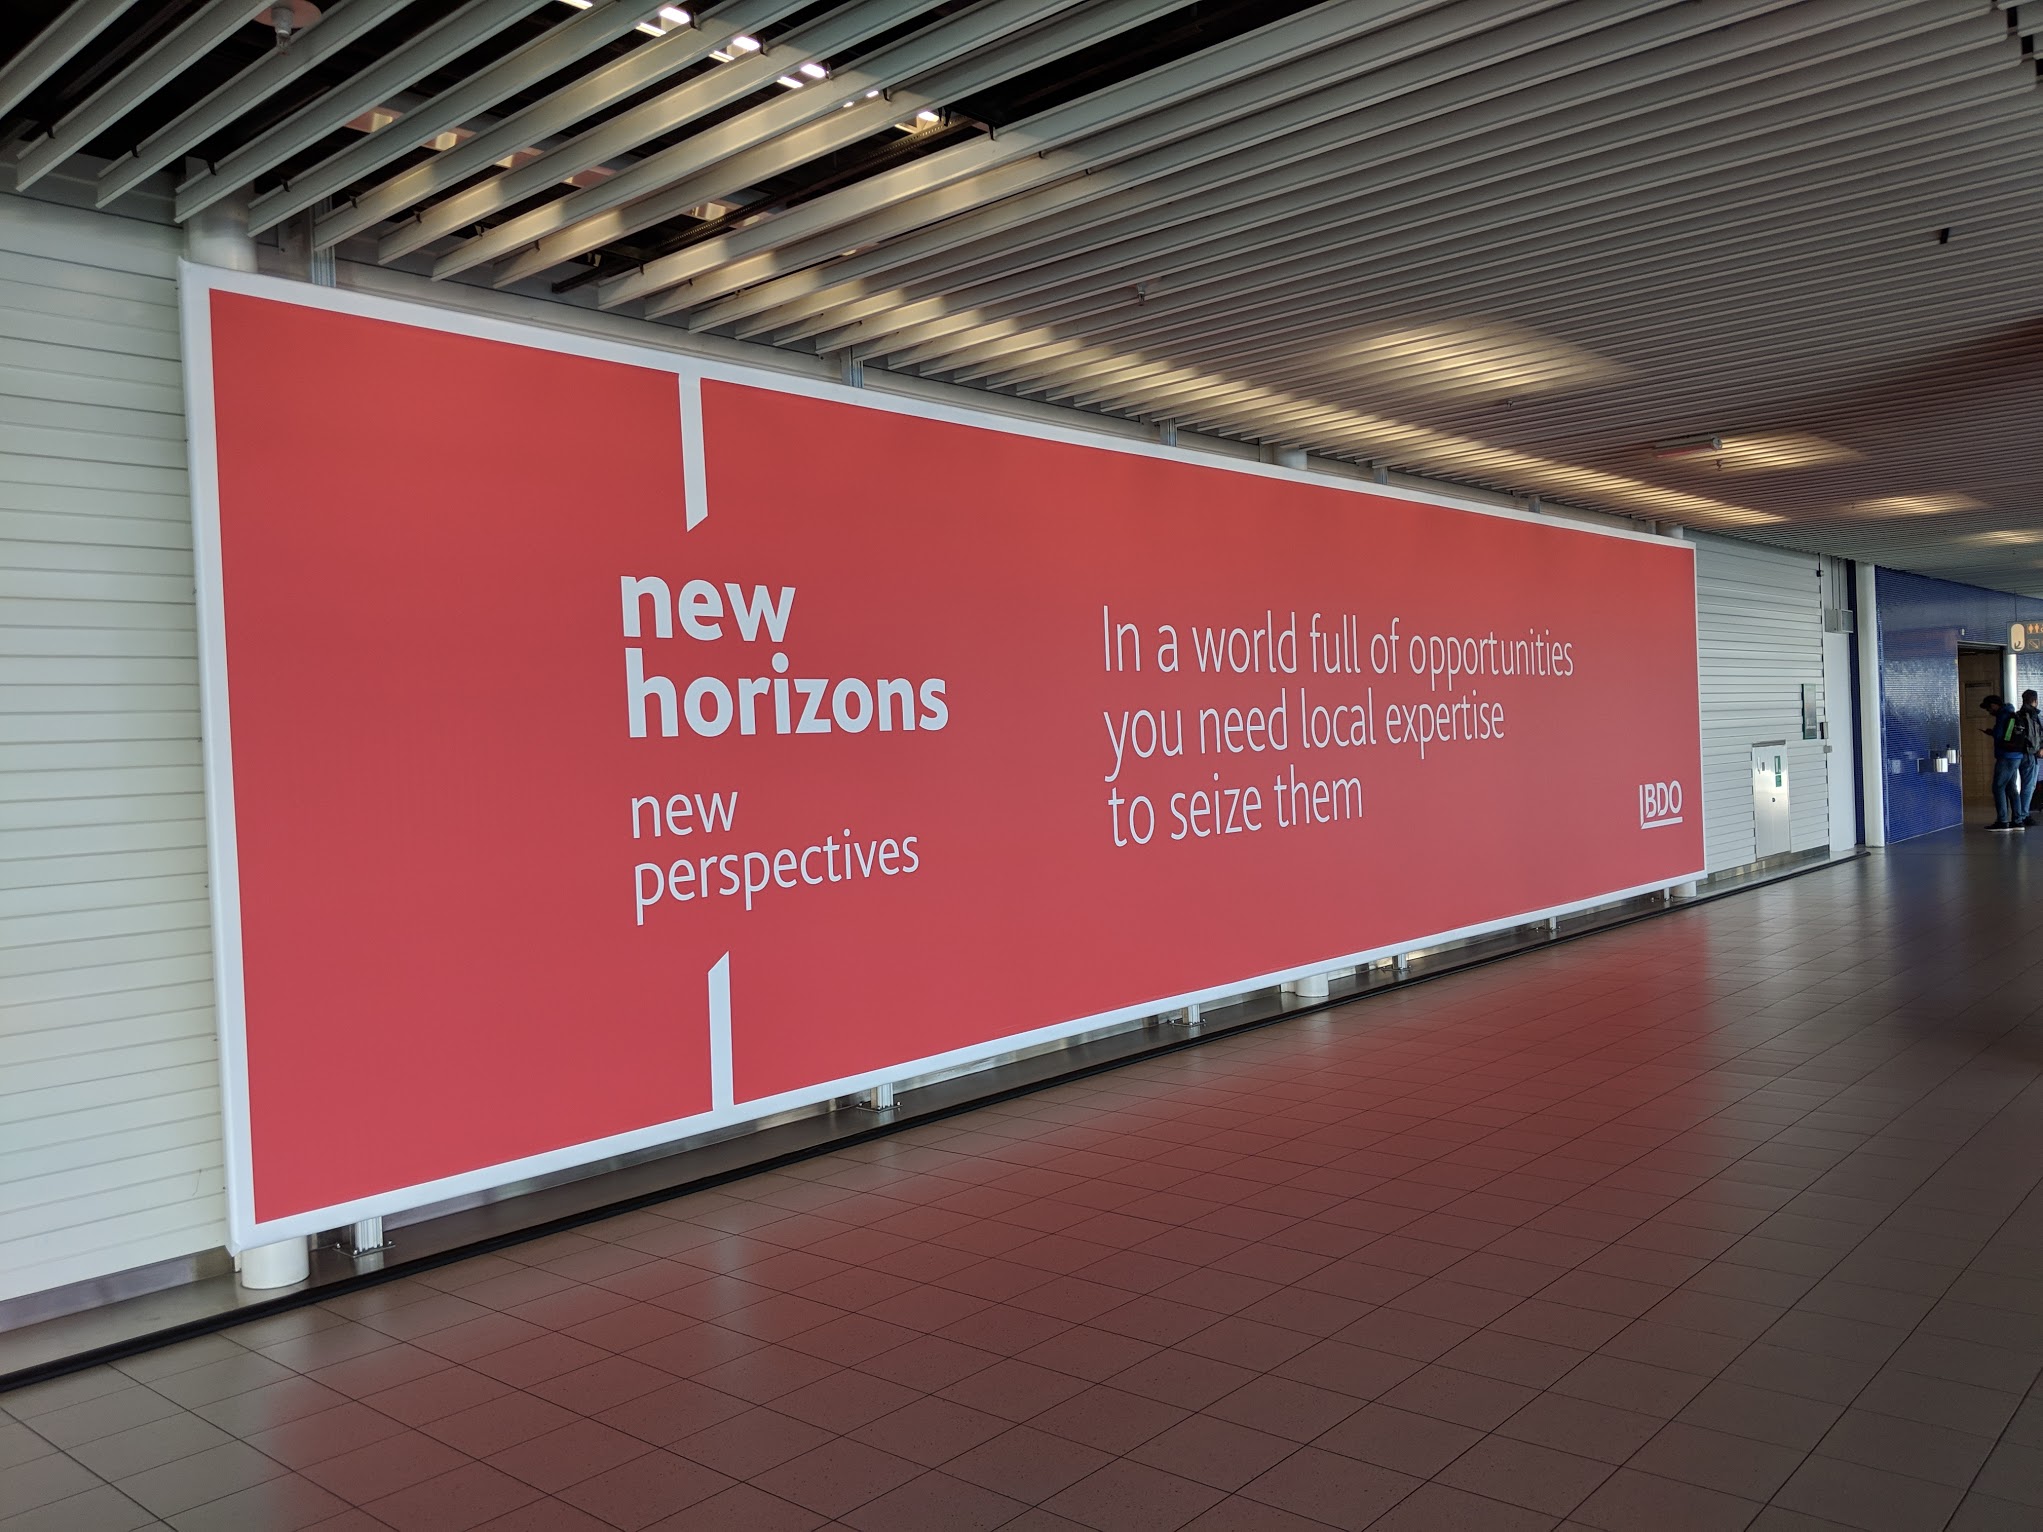 new
horizons
new
perspectives
In a world full of opportunities
you need local expertise
to seize them
BDO